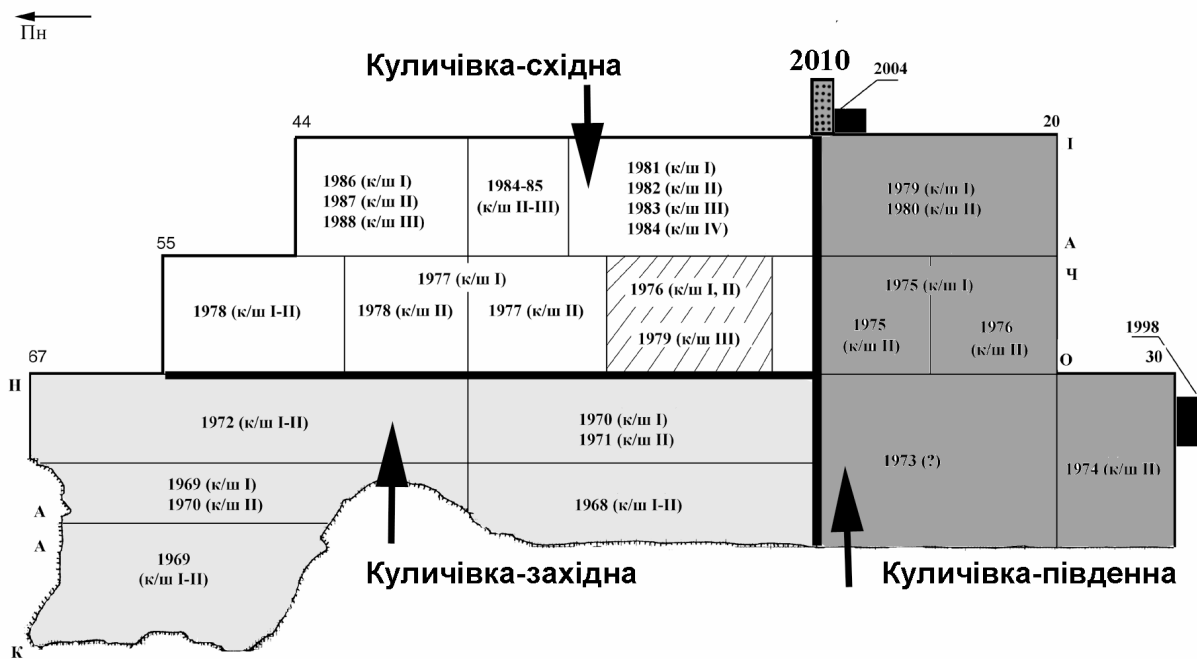 Пн
Куличівка-східна
2010
2004
44
20
І
1986 (к/ш I)
1987 (к/ш II)
1988 (к/ш III)
1984-85
(к/ш II-III)
1981 (к/ш I)
1982 (к/ш II)
1983 (к/ш III)
1984 (к/ш IV)
1979 (к/ш I)
1980 (к/ш II)
55
А
1978 (к/ш I-II)
1977 (к/ш I)
1978 (к/ш II)
1977 (к/ш II)
1976 (к/ш I, II)
1979 (к/ш III)
Ч
1975 (к/ш I)
1975
(к/ш II)
1976
(к/ш II)
1998
67
О
30
Н
1972 (к/ш I-II)
1970 (к/ш I)
1971 (к/ш II)
1973 (?)
1974 (к/ш II)
1969 (к/ш I)
1970 (к/ш II)
1968 (к/ш I-II)
А
А
1969
(к/ш I-II)
Куличівка-західна
Куличівка-південна
К